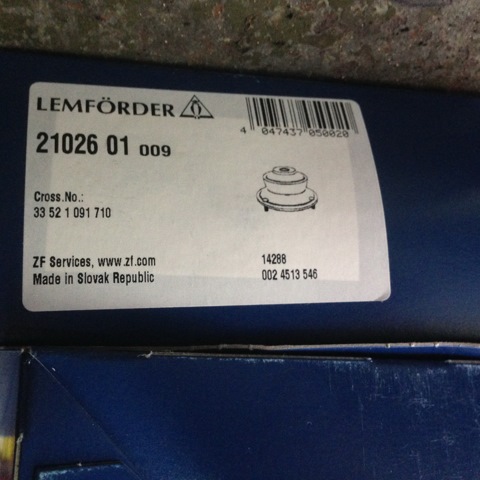 LEMFÖRDER
4 047437 050020
21026 01 009
Cross.No.:
33 52 1 091 710
ZF Services, www.zf.com
Made in Slovak Republic
14288
002 4513 546